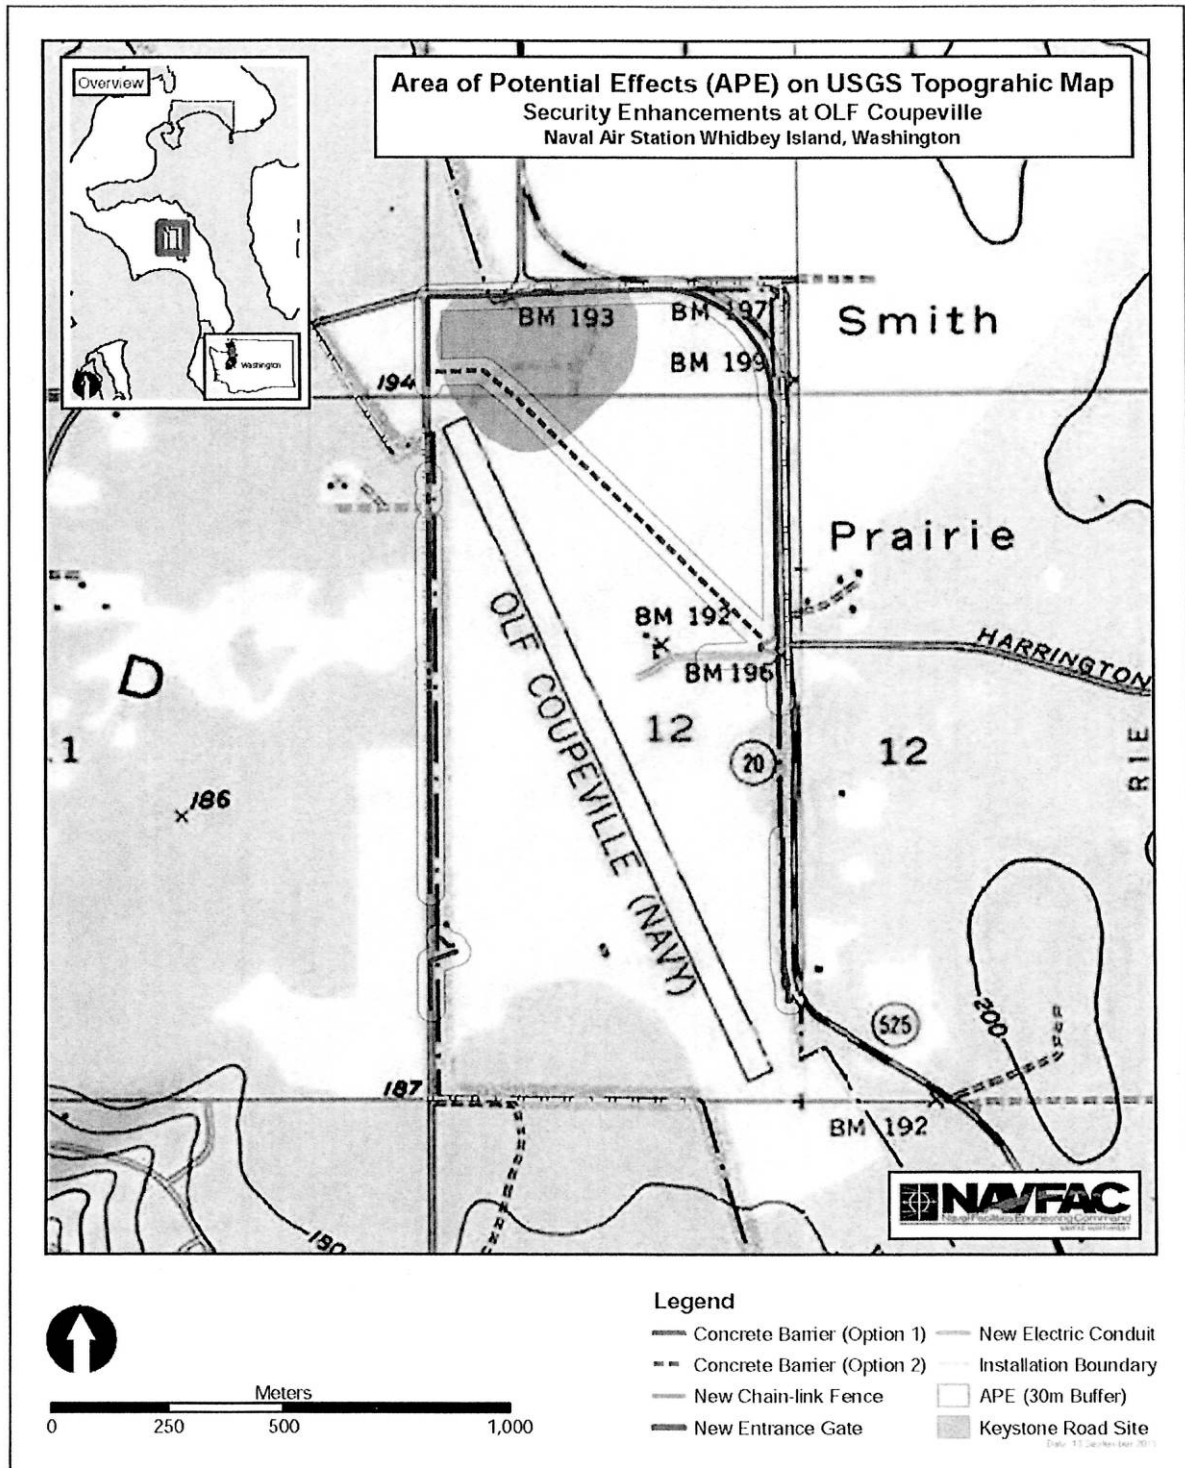 Overview
Washington
Area of Potential Effects (APE) on USGS Topograhic Map
Security Enhancements at OLF Coupeville
Naval Air Station Whidbey Island, Washington
BM 193
BM 197
BM 199
194
Smith
Prairie
BM 192
BM 196
HARRINGTON
OLF COUPEVILLE (NAVY)
D
12
20
12
.1
RIE
186
525
200
187
BM 192
180
NAVFAC
Naval Facilities Engineering Command
Meters
0 250 500 1,000
Legend
Concrete Barrier (Option 1)
Concrete Barrier (Option 2)
New Chain-link Fence
New Entrance Gate
New Electric Conduit
Installation Boundary
APE (30m Buffer)
Keystone Road Site